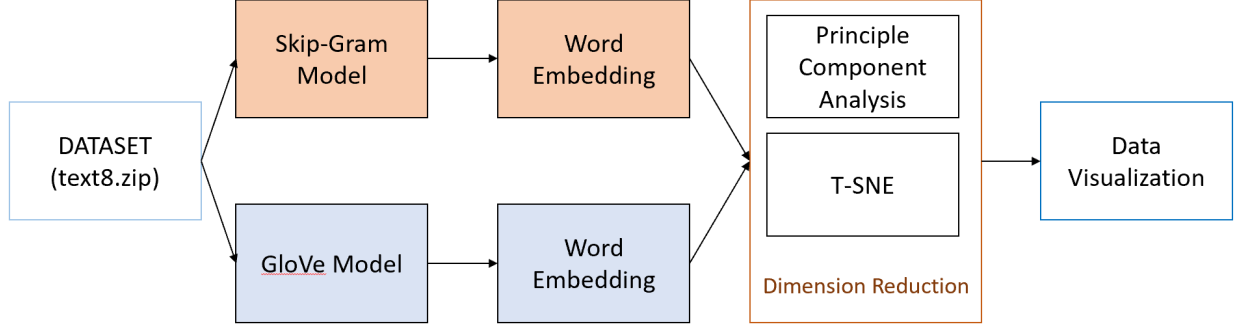 DATASET
(text8.zip)
Skip-Gram
Model
Word
Embedding
GloVe Model
Word
Embedding
Principle
Component
Analysis
T-SNE
Dimension Reduction
Data
Visualization